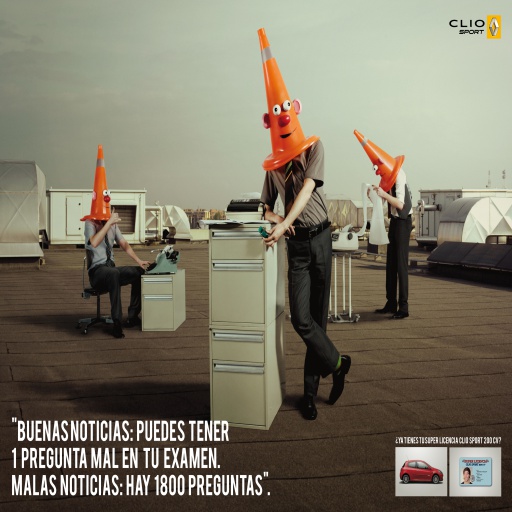 CLIO
SPORT
"BUENAS NOTICIAS: PUEDES TENER
1 PREGUNTA MAL EN TU EXAMEN.
MALAS NOTICIAS: HAY 1800 PREGUNTAS".
¿YA TIENES TU SUPER LICENCIA CLIO SPORT 200 CV?